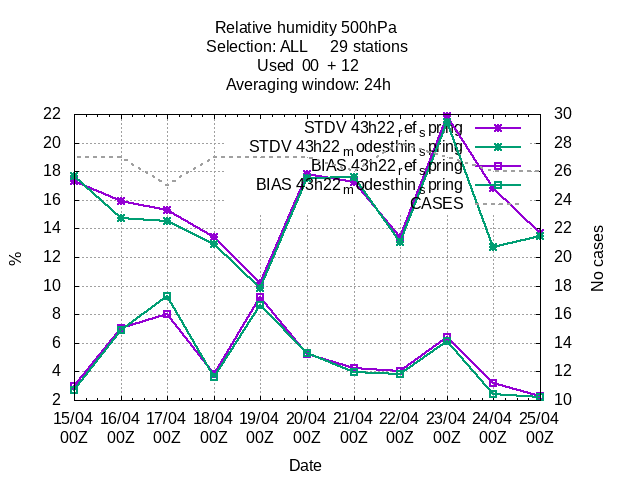 Relative humidity 500hPa
Selection: ALL 29 stations
Used 00 + 12
Averaging window: 24h
22 30
20 28
18 26
16 24
14 22
12 20
10 18
8 16
6 14
4 12
2 10
STDV 43h22_ref_spring
STDV 43h22_modesthin_spring
BIAS 43h22_ref_spring
BIAS 43h22_modesthin_spring
CASES
%
No cases
15/04 16/04 17/04 18/04 19/04 20/04 21/04 22/04 23/04 24/04 25/04
00Z 00Z 00Z 00Z 00Z 00Z 00Z 00Z 00Z 00Z 00Z
Date